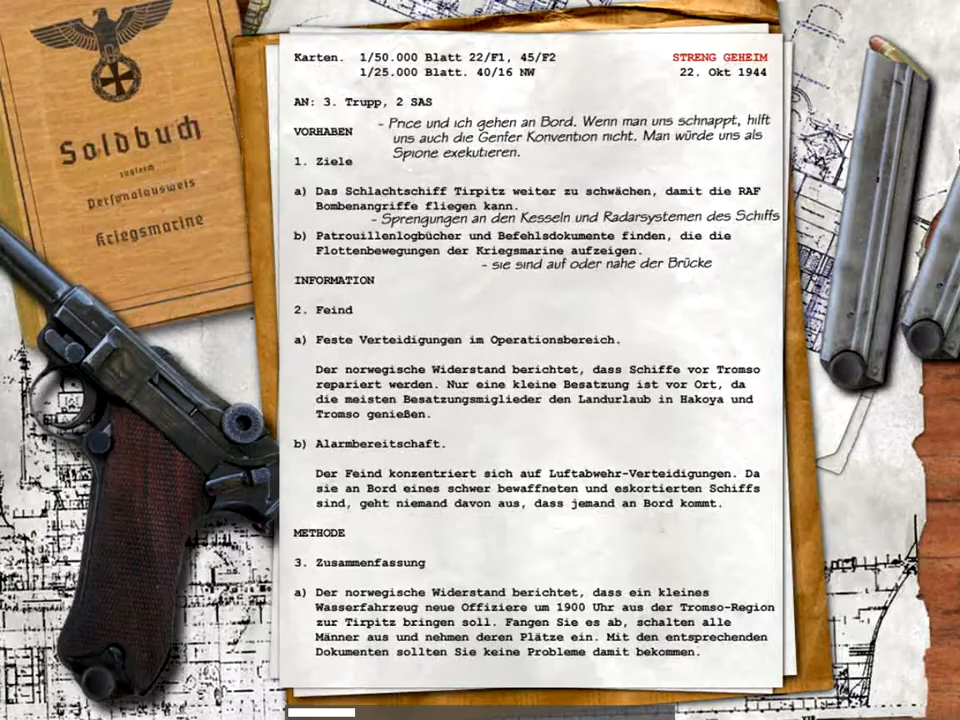 Soldbuch
zugleich
Personalausweis
Kriegsmarine
Karten. 1/50.000 Blatt 22/F1, 45/F2
1/25.000 Blatt. 40/16 NW
STRENG GEHEIM
22. Okt 1944
AN: 3. Trupp, 2 SAS
- Price und ich gehen an Bord. Wenn man uns schnappt, hilft
uns auch die Genfer Konvention nicht. Man würde uns als
Spione exekutieren.
VORHABEN
1. Ziele
a) Das Schlachtschiff Tirpitz weiter zu schwächen, damit die RAF
Bombenangriffe fliegen kann.
- Sprengungen an den Kesseln und Radarsystemen des Schiffs
b) Patrouillenlogbücher und Befehlsdokumente finden, die die
Flottenbewegungen der Kriegsmarine aufzeigen.
- sie sind auf oder nahe der Brücke
INFORMATION
2. Feind
a) Feste Verteidigungen im Operationsbereich.
Der norwegische Widerstand berichtet, dass Schiffe vor Tromso
repariert werden. Nur eine kleine Besatzung ist vor Ort, da
die meisten Besatzungsmiglieder den Landurlaub in Hakoya und
Tromso genießen.
b) Alarmbereitschaft.
Der Feind konzentriert sich auf Luftabwehr-Verteidigungen. Da
sie an Bord eines schwer bewaffneten und eskortierten Schiffs
sind, geht niemand davon aus, dass jemand an Bord kommt.
METHODE
3. Zusammenfassung
a) Der norwegische Widerstand berichtet, dass ein kleines
Wasserfahrzeug neue Offiziere um 1900 Uhr aus der Tromso-Region
zur Tirpitz bringen soll. Fangen Sie es ab, schalten alle
Männer aus und nehmen deren Plätze ein. Mit den entsprechenden
Dokumenten sollten Sie keine Probleme damit bekommen.